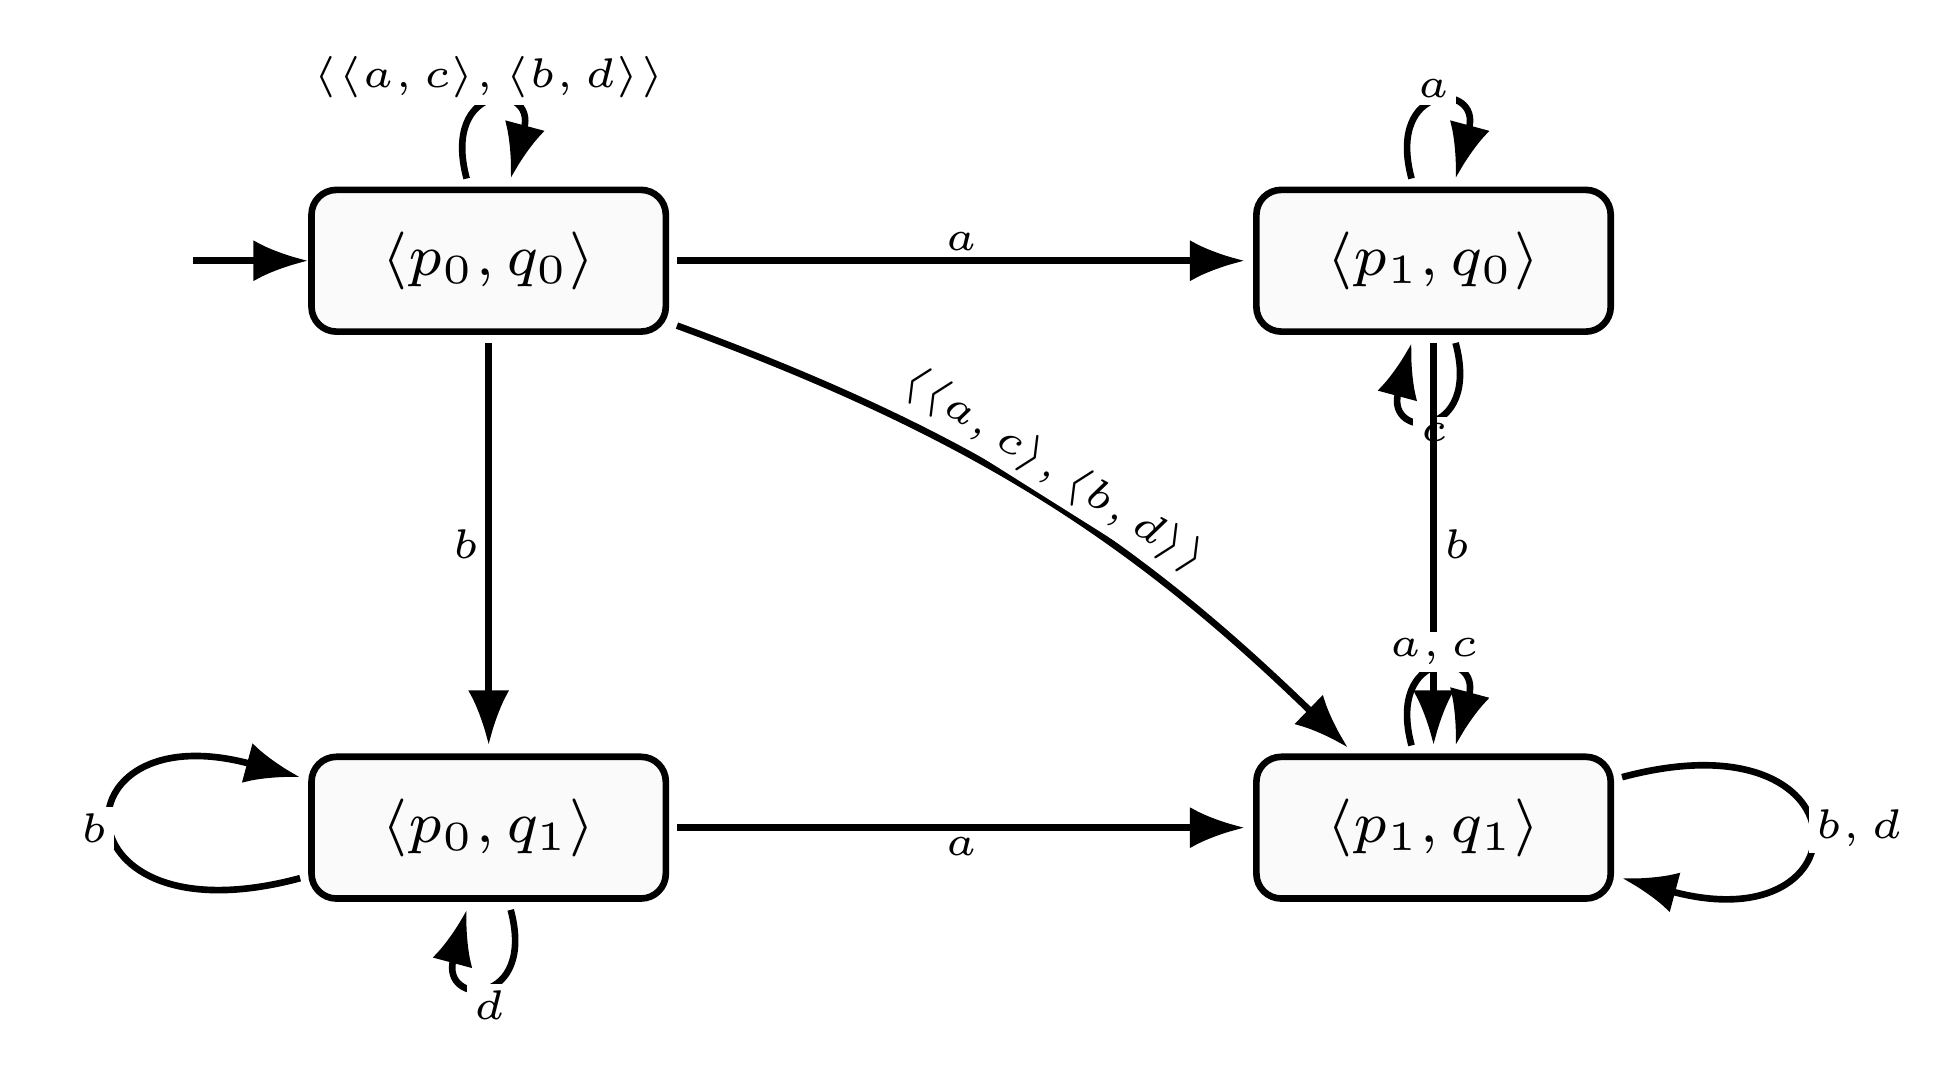 ⟨⟨a, c⟩, ⟨b, d⟩⟩
a
⟨p₀, q₀⟩
a
⟨p₁, q₀⟩
c
⟨⟨a, c⟩, ⟨b, d⟩⟩
b
b
a, c
b
⟨p₀, q₁⟩
a
⟨p₁, q₁⟩
b, d
d